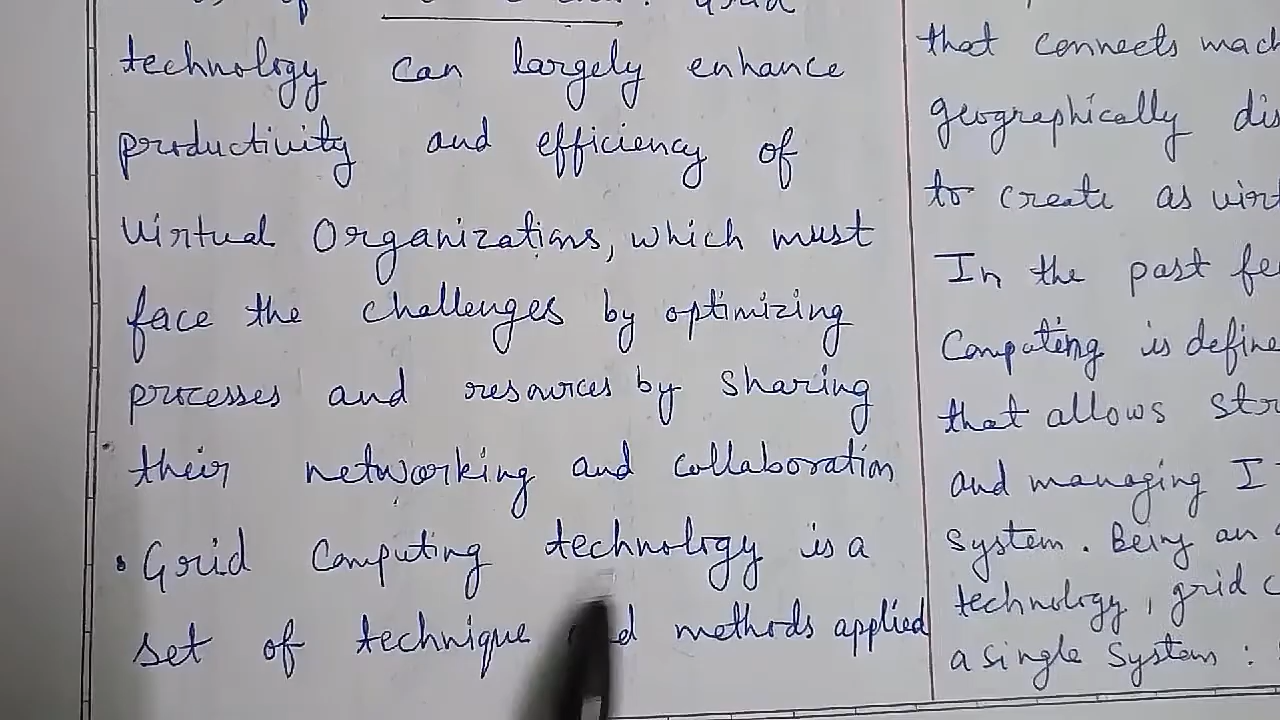 technology can largely enhance
productivity and efficiency of
Virtual Organizations, which must
face the challenges by optimizing
processes and resources by sharing
their networking and collaboration
• Grid Computing technology is a
set of technique methods applied
that connects mac
geographically dis
to create as virt
In the past fe
Computing is define
that allows st
and managing I
System. Being an
technology, grid c
a single System :